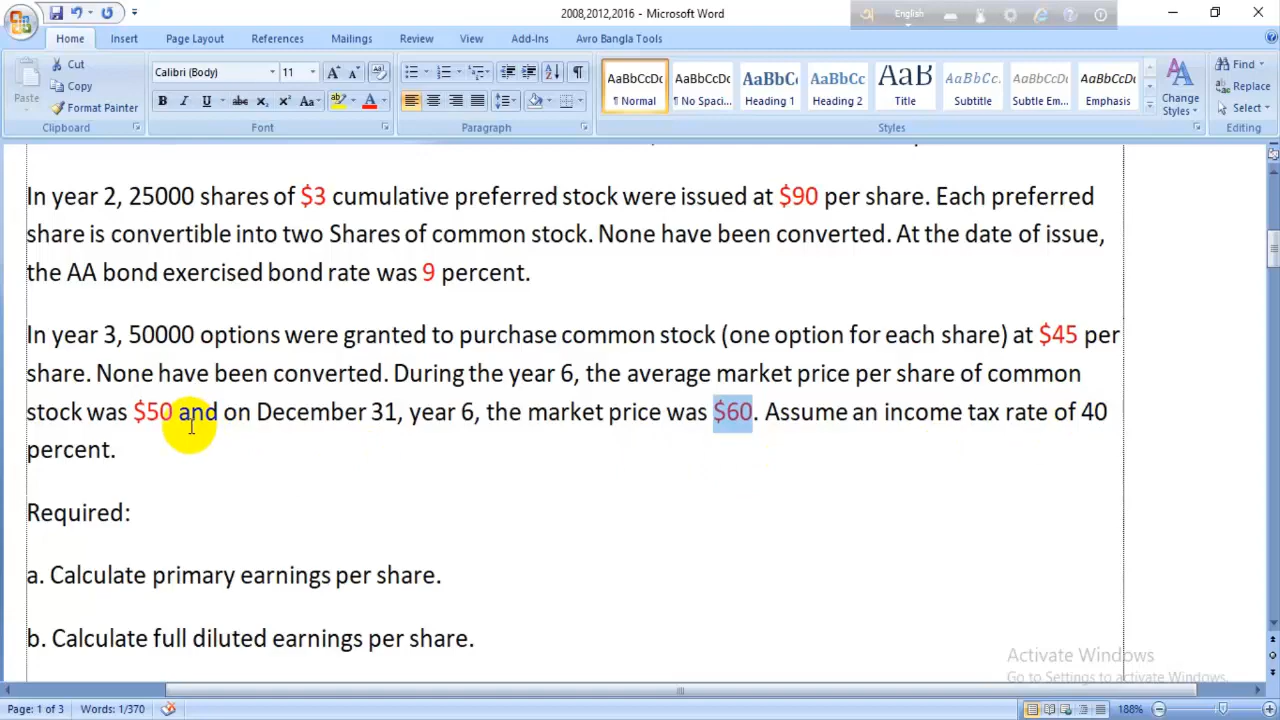 2008,2012,2016 - Microsoft Word
English
Home Insert Page Layout References Mailings Review View Add-Ins Avro Bangla Tools
Paste Cut Copy Format Painter Clipboard
Calibri (Body) 11 Font
Paragraph
AaBbCcDc AaBbCcDc AaBbCc AaBbCc AaB AaBbCcL AaBbCcDc AaBbCcDc
¶ Normal ¶ No Spaci... Heading 1 Heading 2 Title Subtitle Subtle Em... Emphasis Change Styles
Styles
Find Replace Select Editing
In year 2, 25000 shares of $3 cumulative preferred stock were issued at $90 per share. Each preferred
share is convertible into two Shares of common stock. None have been converted. At the date of issue,
the AA bond exercised bond rate was 9 percent.
In year 3, 50000 options were granted to purchase common stock (one option for each share) at $45 per
share. None have been converted. During the year 6, the average market price per share of common
stock was $50 and on December 31, year 6, the market price was $60. Assume an income tax rate of 40
percent.
Required:
a. Calculate primary earnings per share.
b. Calculate full diluted earnings per share.
Activate Windows
Go to Settings to activate Windows.
Page: 1 of 3 Words: 1/370 188%